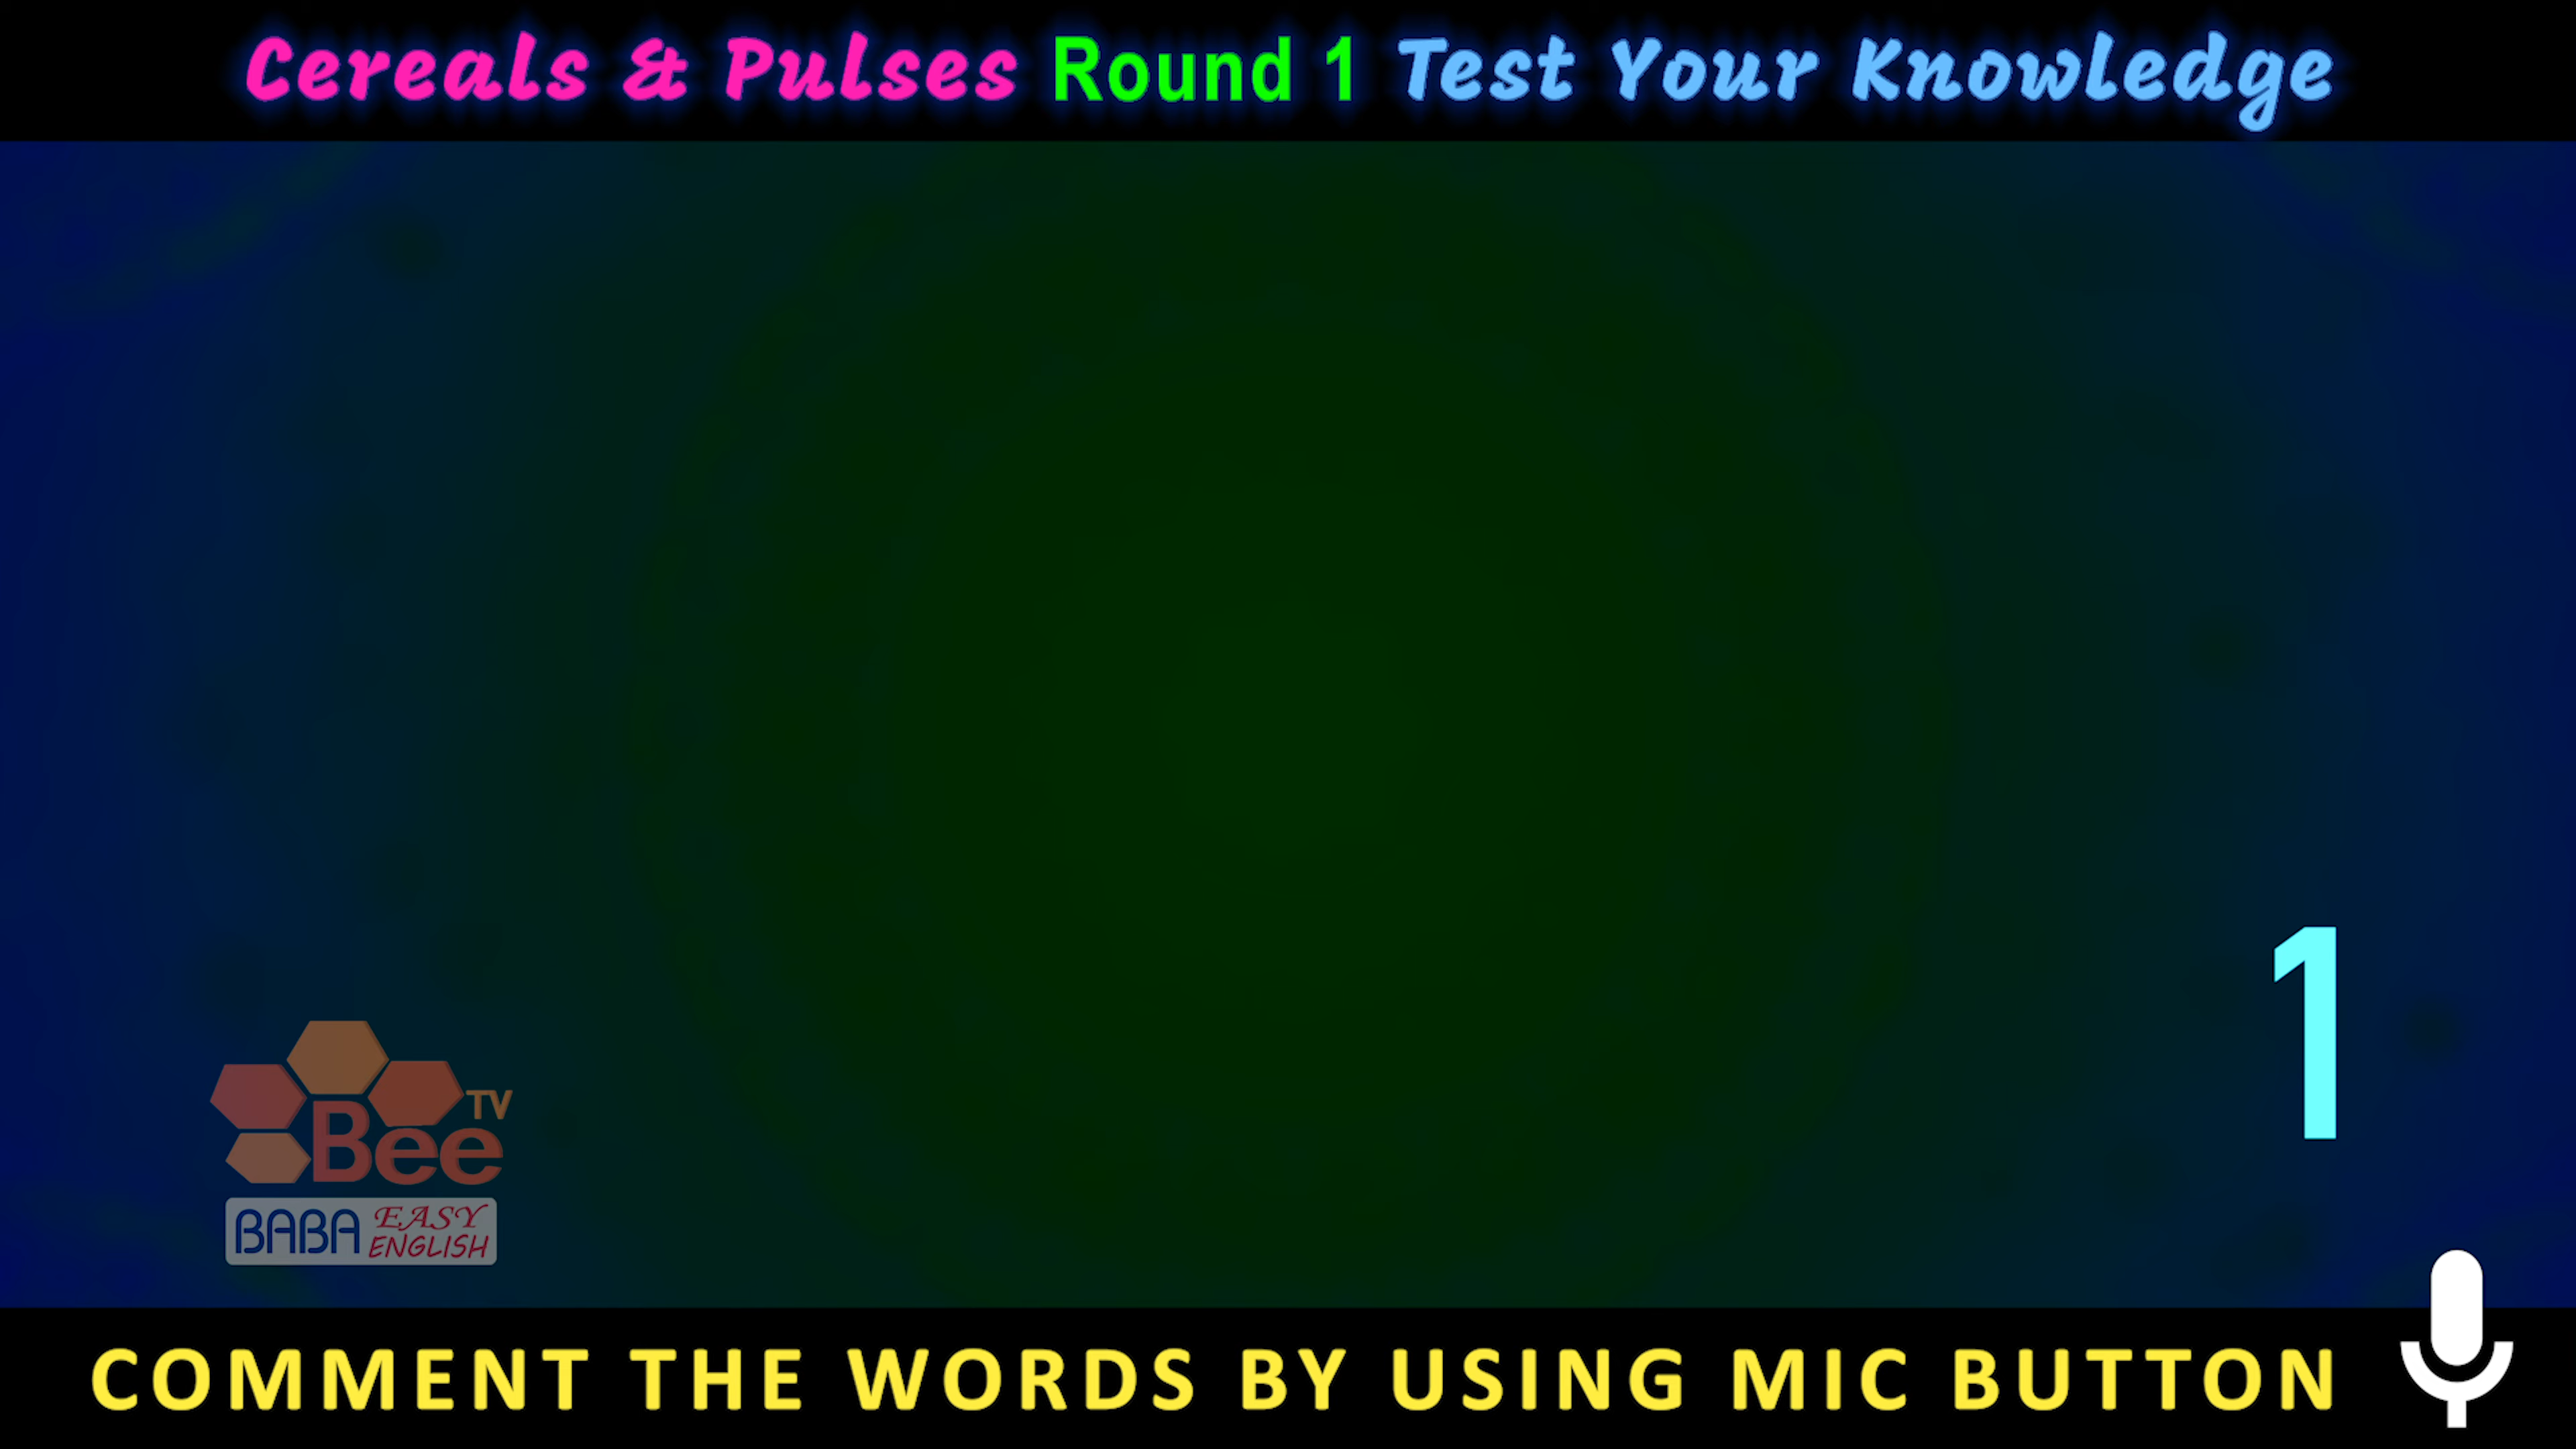 Cereals & Pulses Round 1 Test Your Knowledge
1
TV
Bee
BABA EASY ENGLISH
COMMENT THE WORDS BY USING MIC BUTTON